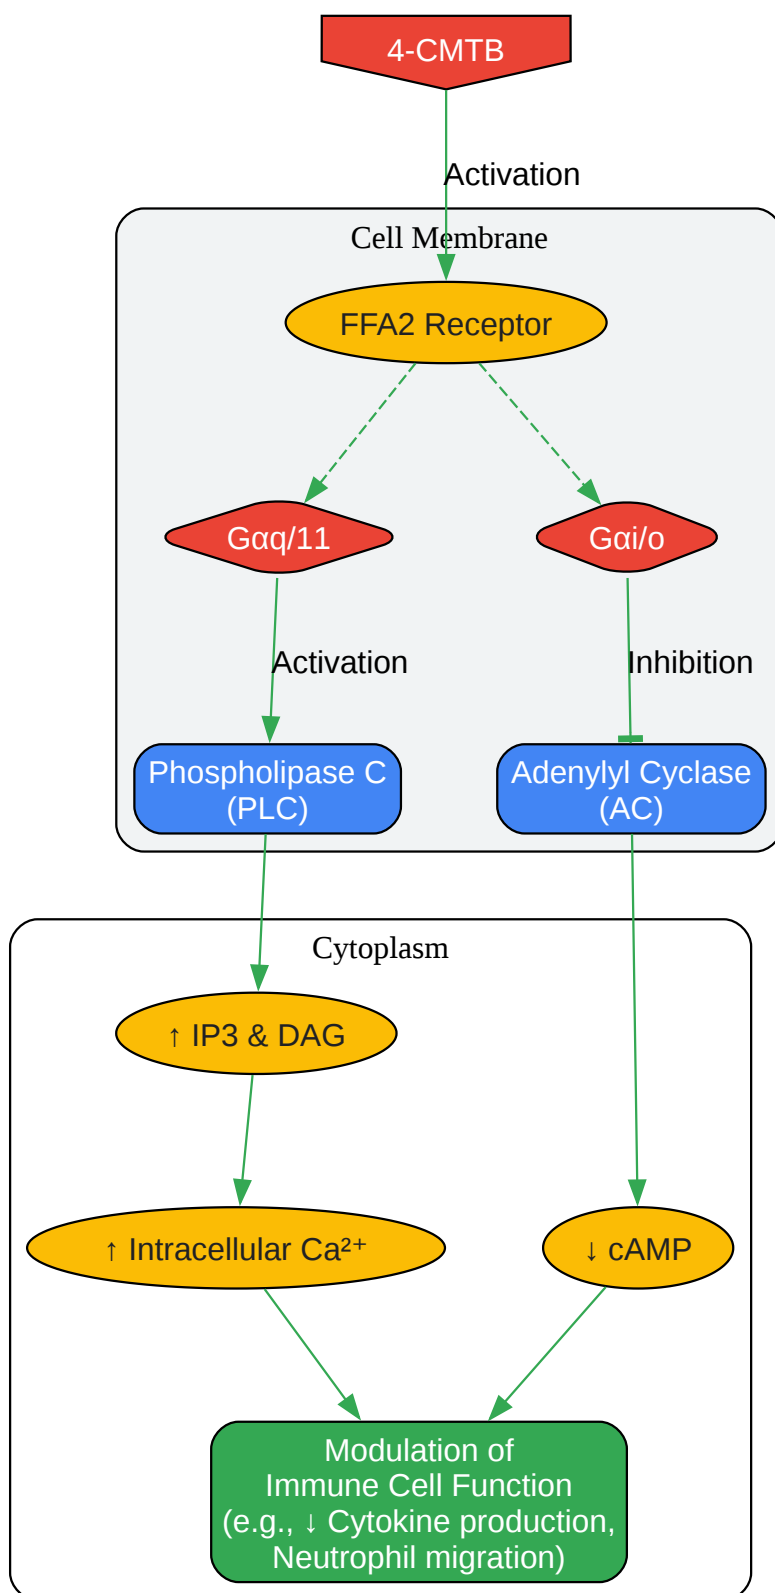 4-CMTB
Activation
Cell Membrane
FFA2 Receptor
Gαq/11
Gαi/o
Activation
Inhibition
Phospholipase C
(PLC)
Adenylyl Cyclase
(AC)
Cytoplasm
↑ IP3 & DAG
↑ Intracellular Ca²⁺
↓ cAMP
Modulation of
Immune Cell Function
(e.g., ↓ Cytokine production,
Neutrophil migration)